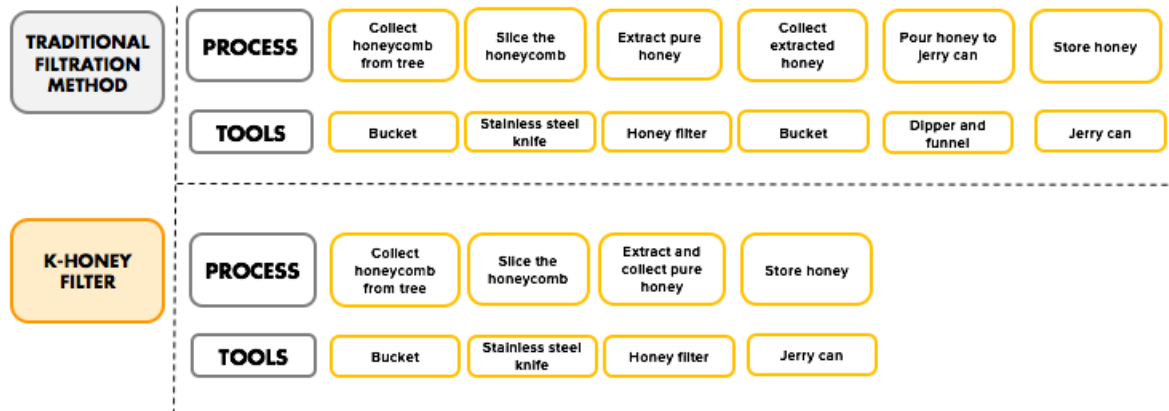 TRADITIONAL
FILTRATION
METHOD
PROCESS
Collect
honeycomb
from tree
Slice the
honeycomb
Extract pure
honey
Collect
extracted
honey
Pour honey to
jerry can
Store honey
TOOLS
Bucket
Stainless steel
knife
Honey filter
Bucket
Dipper and
funnel
Jerry can
K-HONEY
FILTER
PROCESS
Collect
honeycomb
from tree
Slice the
honeycomb
Extract and
collect pure
honey
Store honey
TOOLS
Bucket
Stainless steel
knife
Honey filter
Jerry can